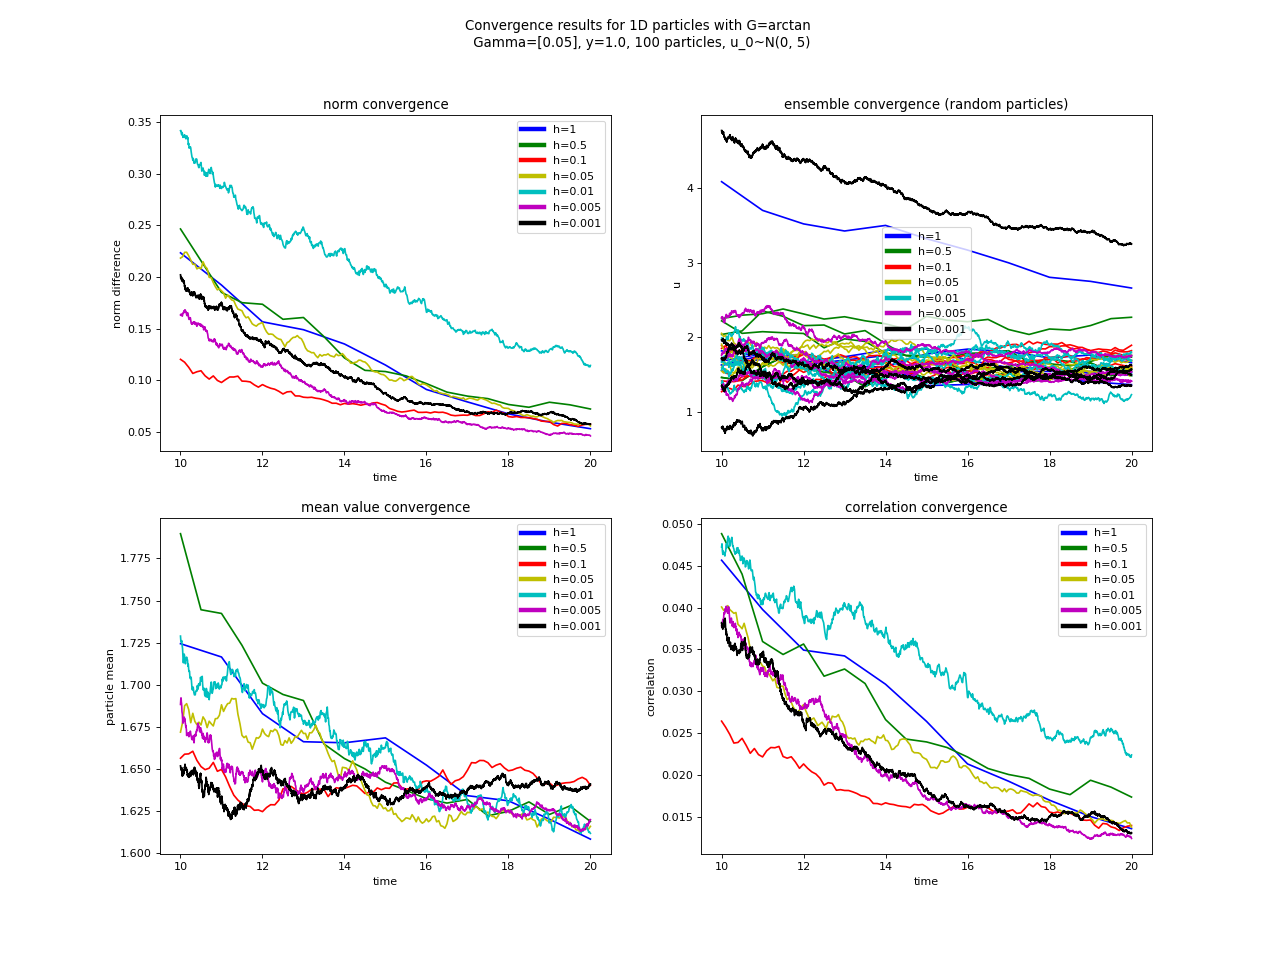 Convergence results for 1D particles with G=arctan
Gamma=[0.05], y=1.0, 100 particles, u_0~N(0, 5)
norm convergence
norm difference
0.35
0.30
0.25
0.20
0.15
0.10
0.05
10 12 14 16 18 20
time
h=1
h=0.5
h=0.1
h=0.05
h=0.01
h=0.005
h=0.001
ensemble convergence (random particles)
u
4
3
2
1
10 12 14 16 18 20
time
h=1
h=0.5
h=0.1
h=0.05
h=0.01
h=0.005
h=0.001
mean value convergence
particle mean
1.775
1.750
1.725
1.700
1.675
1.650
1.625
1.600
10 12 14 16 18 20
time
h=1
h=0.5
h=0.1
h=0.05
h=0.01
h=0.005
h=0.001
correlation convergence
correlation
0.050
0.045
0.040
0.035
0.030
0.025
0.020
0.015
10 12 14 16 18 20
time
h=1
h=0.5
h=0.1
h=0.05
h=0.01
h=0.005
h=0.001